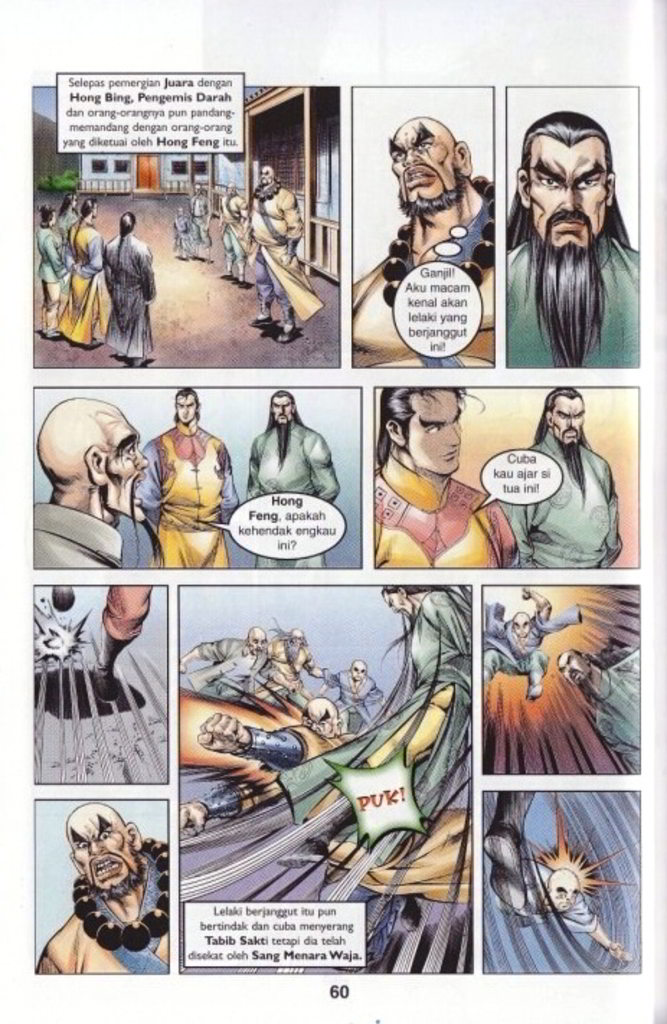 Selepas pemergian Juara dengan
Hong Bing, Pengemis Darah
dan orang-orangnya pun pandang-
memandang dengan orang-orang
yang diketuai oleh Hong Feng itu.
Ganjil!
Aku macam
kenal akan
lelaki yang
berjanggut
ini!
Hong
Feng, apakah
kehendak engkau
ini?
Cuba
kau ajar si
tua ini!
PUK!
Lelaki berjanggut itu pun
bertindak dan cuba menyerang
Tabib Sakti tetapi dia telah
disekat oleh Sang Menara Waja.
60